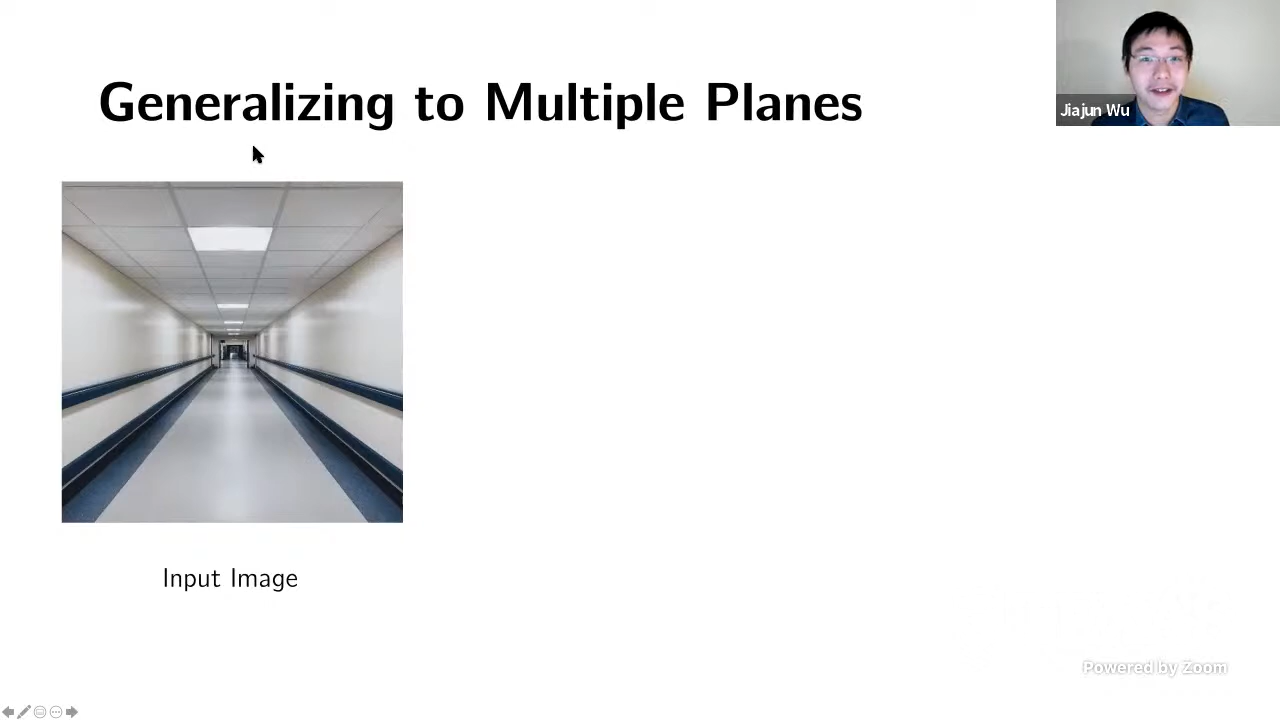 Generalizing to Multiple Planes
Jiajun Wu
Input Image
Powered by Zoom